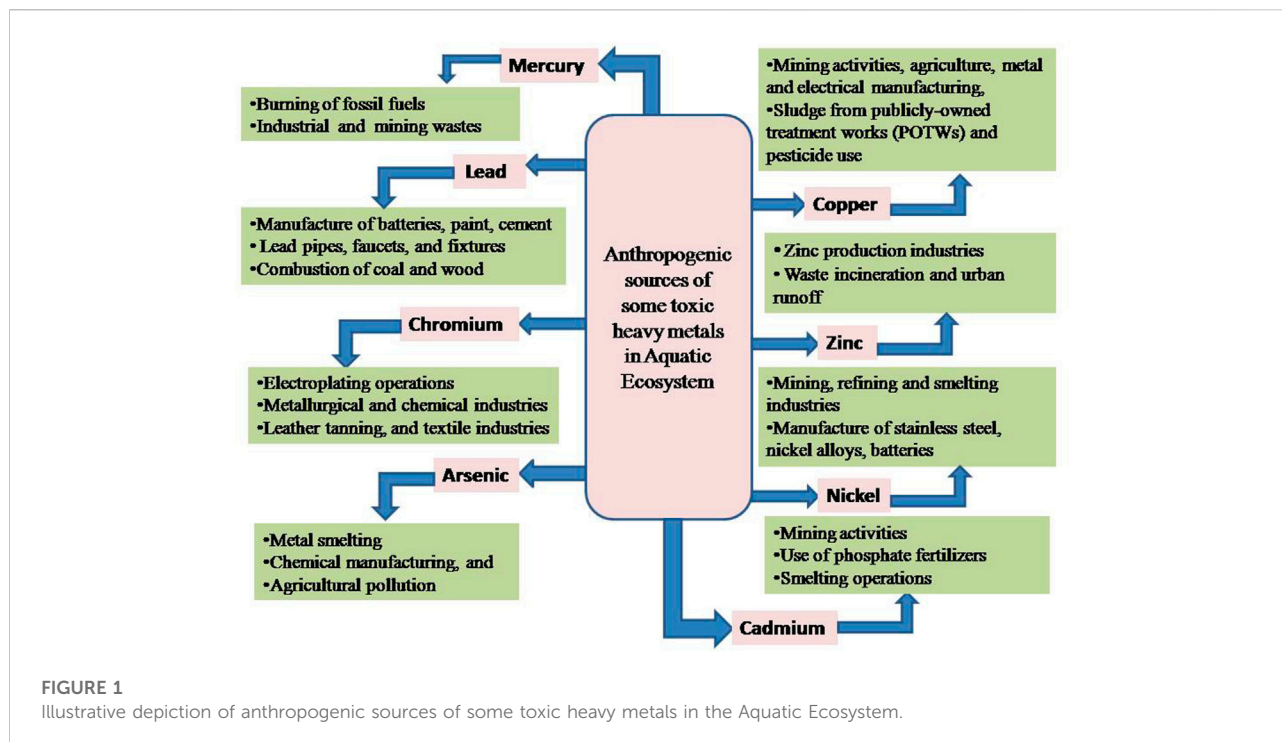 Mercury
•Burning of fossil fuels
•Industrial and mining wastes
Lead
•Manufacture of batteries, paint, cement
•Lead pipes, faucets, and fixtures
•Combustion of coal and wood
Chromium
•Electroplating operations
•Metallurgical and chemical industries
•Leather tanning, and textile industries
Arsenic
•Metal smelting
•Chemical manufacturing, and
•Agricultural pollution
Anthropogenic
sources of
some toxic
heavy metals
in Aquatic
Ecosystem
•Mining activities, agriculture, metal
and electrical manufacturing,
•Sludge from publicly-owned
treatment works (POTWs) and
pesticide use
Copper
• Zinc production industries
• Waste incineration and urban
runoff
Zinc
•Mining, refining and smelting
industries
•Manufacture of stainless steel,
nickel alloys, batteries
Nickel
•Mining activities
•Use of phosphate fertilizers
•Smelting operations
Cadmium
FIGURE 1
Illustrative depiction of anthropogenic sources of some toxic heavy metals in the Aquatic Ecosystem.